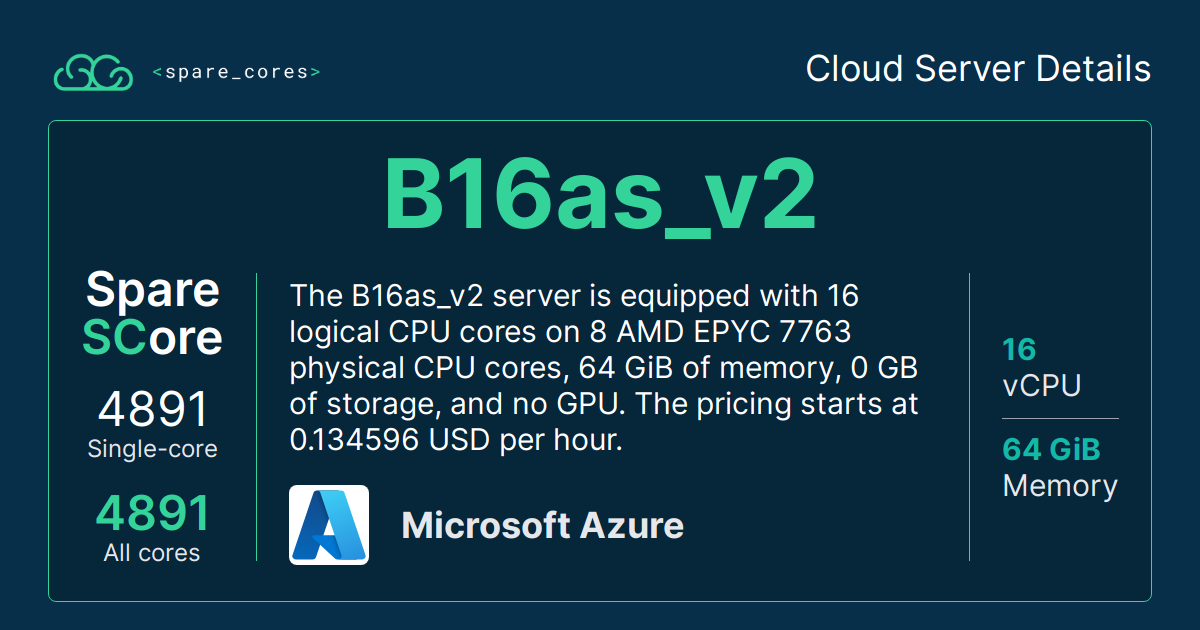 <spare_cores>
Cloud Server Details
B16as_v2
Spare
SCore
4891
Single-core
4891
All cores
The B16as_v2 server is equipped with 16
logical CPU cores on 8 AMD EPYC 7763
physical CPU cores, 64 GiB of memory, 0 GB
of storage, and no GPU. The pricing starts at
0.134596 USD per hour.
Microsoft Azure
16
vCPU
64 GiB
Memory